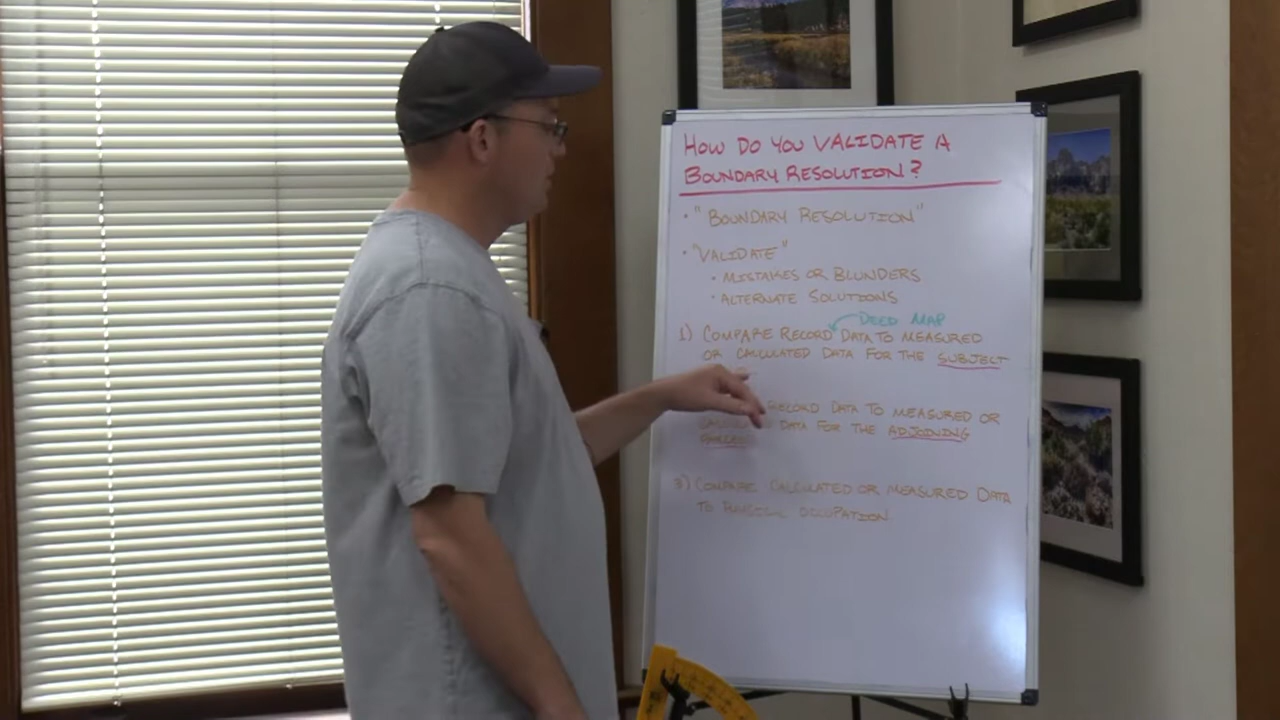 HOW DO YOU VALIDATE A
BOUNDARY RESOLUTION?
• "BOUNDARY RESOLUTION"
• "VALIDATE"
• MISTAKES OR BLUNDERS
• ALTERNATE SOLUTIONS
DEED MAP
1) COMPARE RECORD DATA TO MEASURED
OR CALCULATED DATA FOR THE SUBJECT
RECORD DATA TO MEASURED OR
DATA FOR THE ADJOINING
3) COMPARE CALCULATED OR MEASURED DATA
TO PHYSICAL OCCUPATION